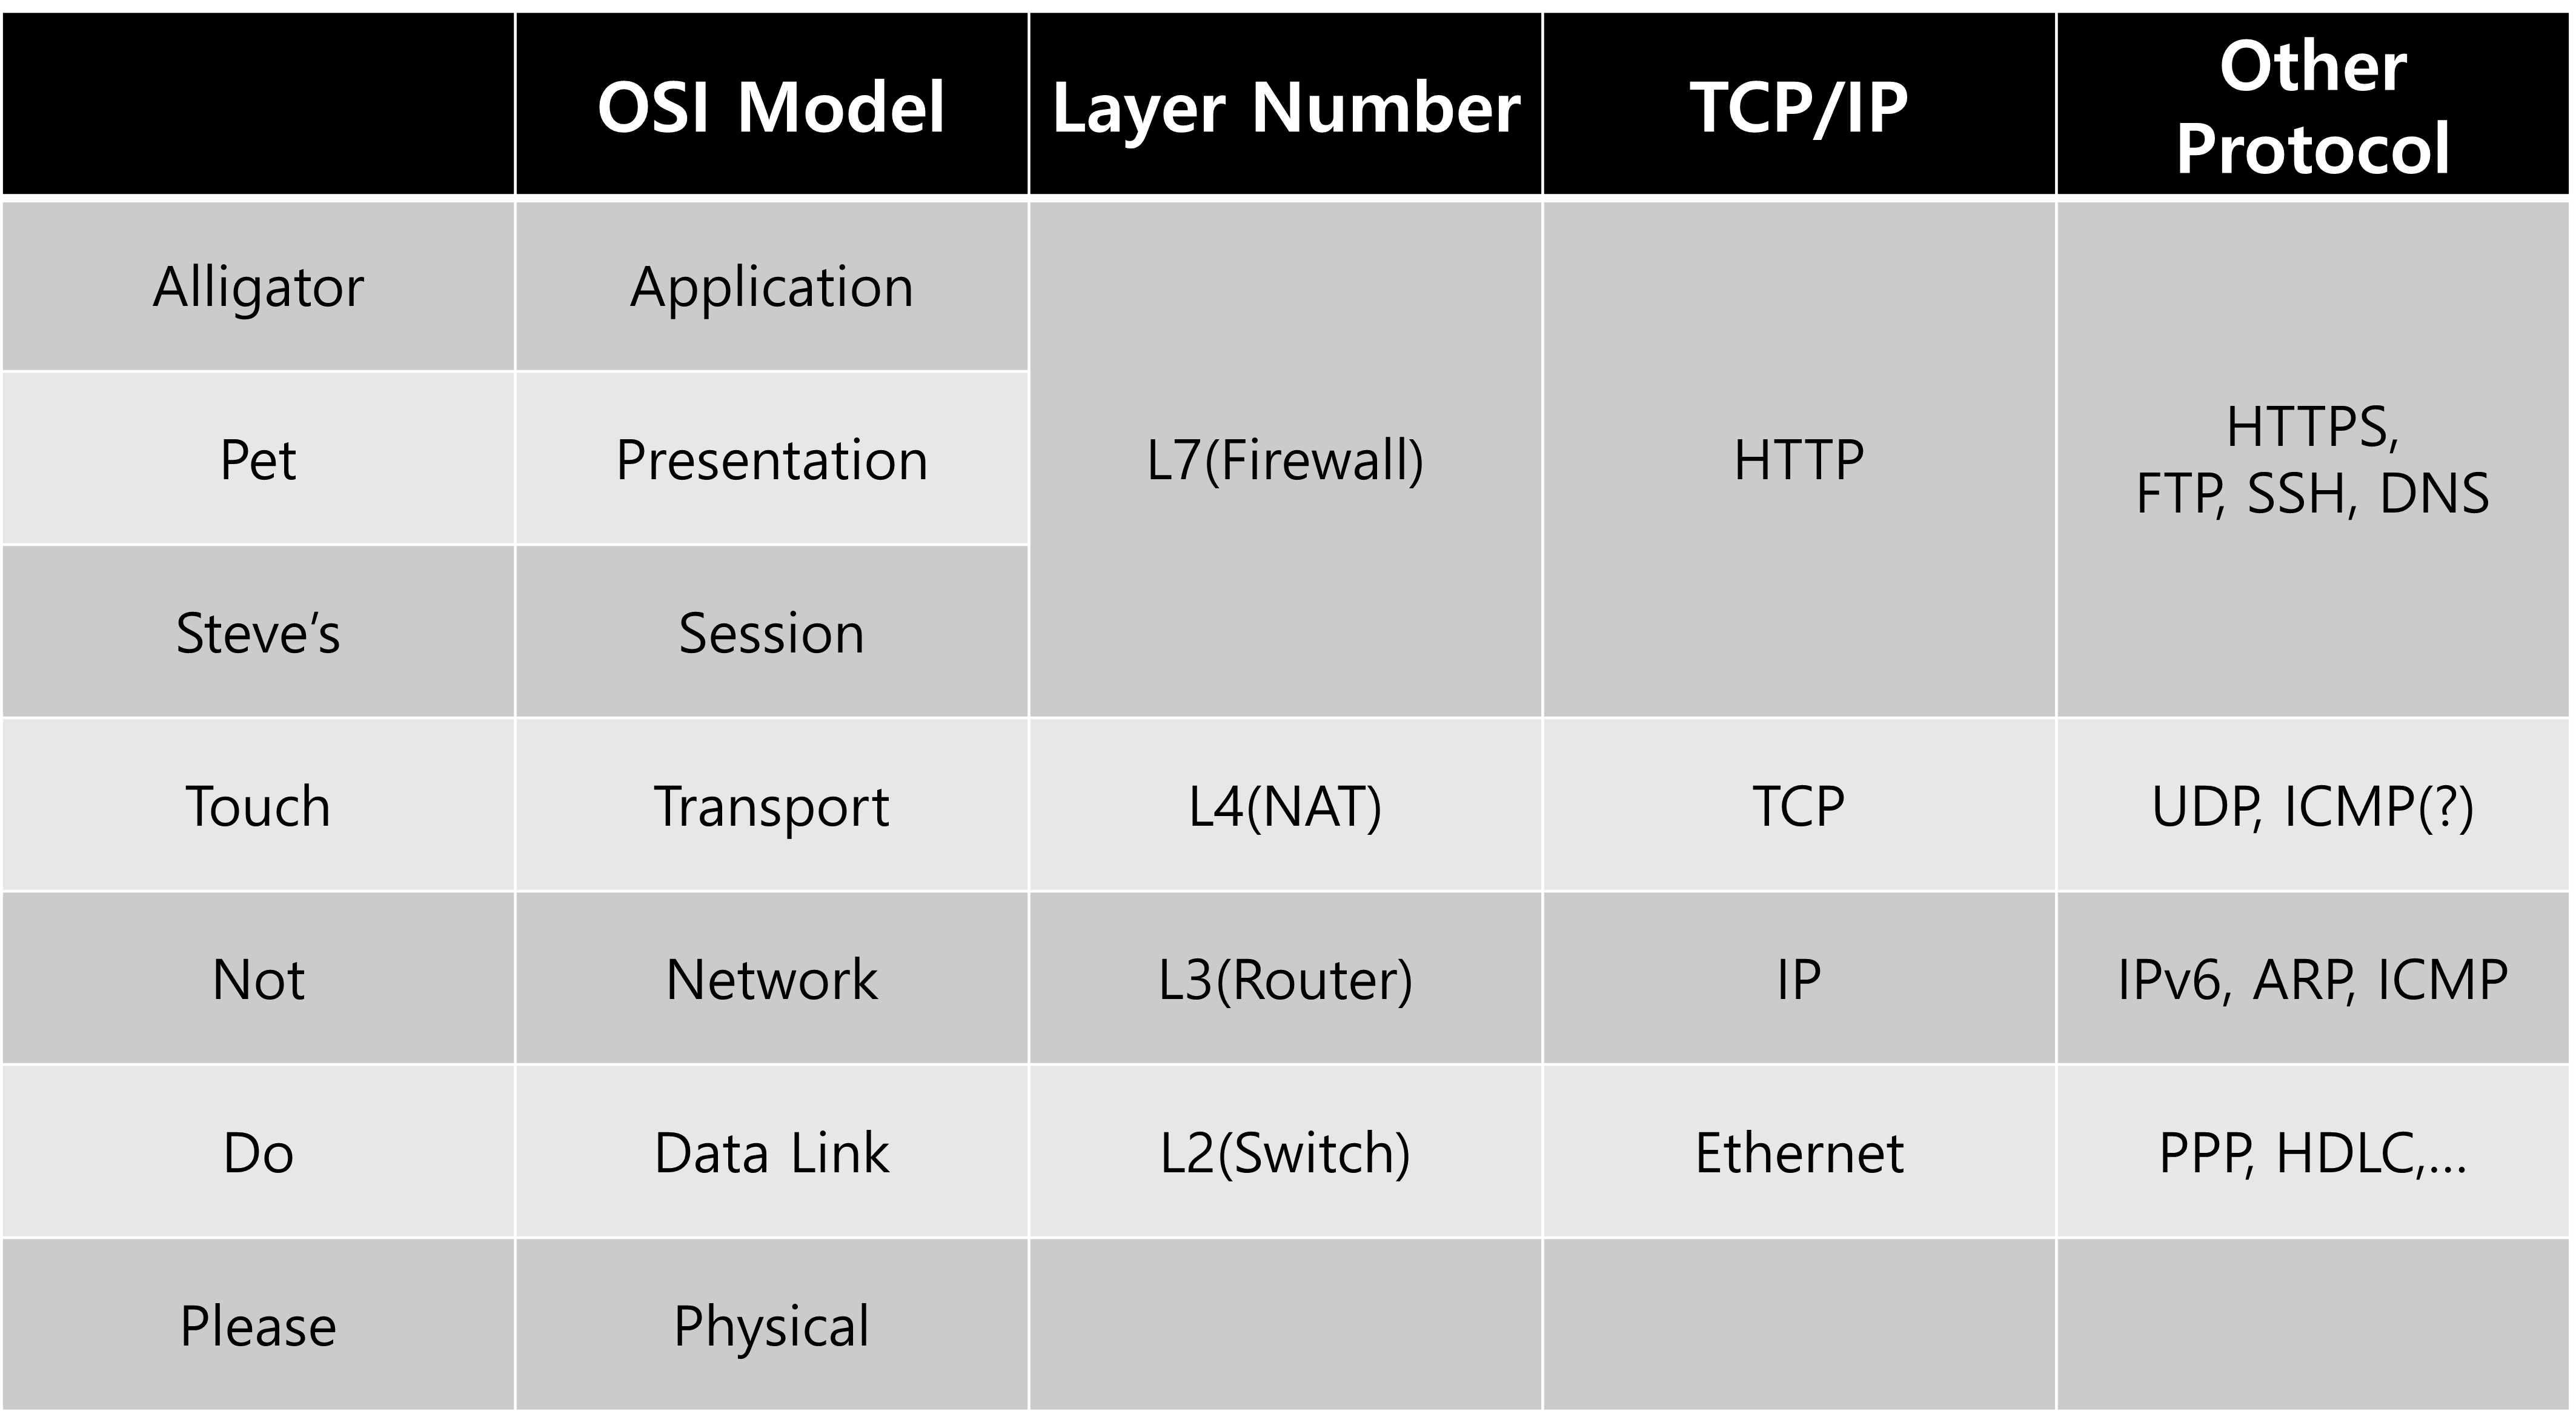 OSI Model
Layer Number
TCP/IP
Other
Protocol
Alligator
Application
Pet
Presentation
L7(Firewall)
HTTP
HTTPS,
FTP, SSH, DNS
Steve’s
Session
Touch
Transport
L4(NAT)
TCP
UDP, ICMP(?)
Not
Network
L3(Router)
IP
IPv6, ARP, ICMP
Do
Data Link
L2(Switch)
Ethernet
PPP, HDLC,…
Please
Physical